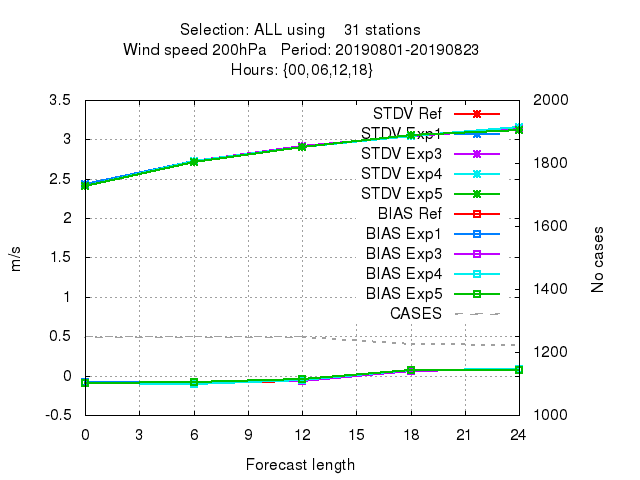 Selection: ALL using 31 stations
Wind speed 200hPa Period: 20190801-20190823
Hours: {00,06,12,18}
3.5
3
2.5
2
1.5
1
0.5
0
-0.5
m/s
2000
1800
1600
1400
1200
1000
No cases
STDV Ref
STDV Exp1
STDV Exp3
STDV Exp4
STDV Exp5
BIAS Ref
BIAS Exp1
BIAS Exp3
BIAS Exp4
BIAS Exp5
CASES
0 3 6 9 12 15 18 21 24
Forecast length